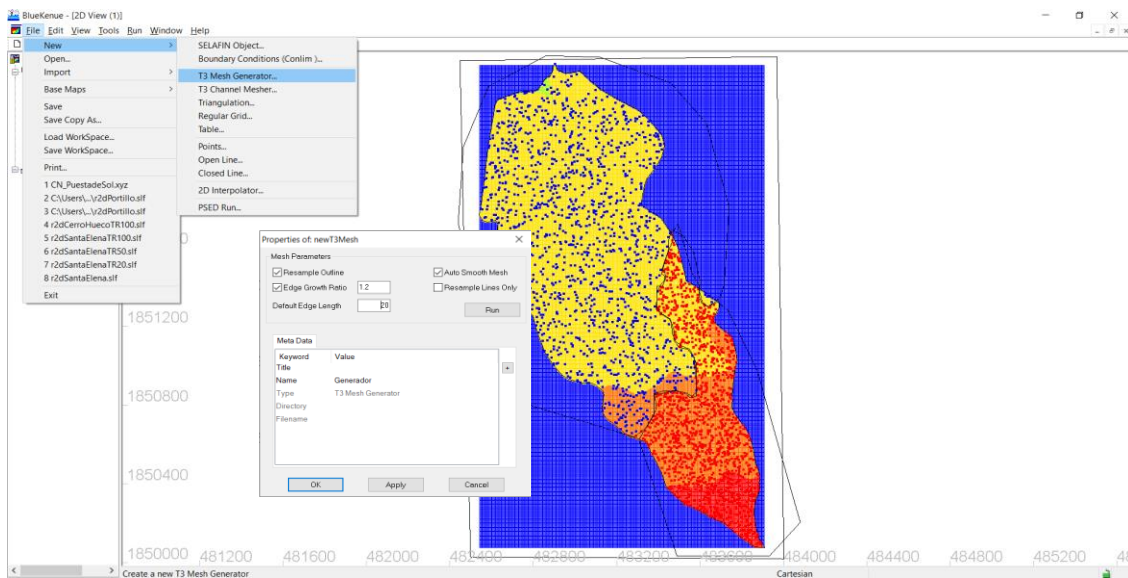 BlueKenue - [2D View (1)]
File Edit View Tools Run Window Help
New
Open...
Import
Base Maps
Save
Save Copy As...
Load WorkSpace...
Save WorkSpace...
Print...
1 CN_PuestadeSol.xyz
2 C:\Users\...\r2dPortillo.slf
3 C:\Users\...\r2dPortillo.slf
4 r2dCerroHuecoTR100.slf
5 r2dSantaElenaTR100.slf
6 r2dSantaElenaTR50.slf
7 r2dSantaElenaTR20.slf
8 r2dSantaElena.slf
Exit
SELAFIN Object...
Boundary Conditions (Conlim )...
T3 Mesh Generator...
T3 Channel Mesher...
Triangulation...
Regular Grid...
Table...
Points...
Open Line...
Closed Line...
2D Interpolator...
PSED Run...
Properties of: newT3Mesh
Mesh Parameters
Resample Outline
Auto Smooth Mesh
Edge Growth Ratio 1.2
Resample Lines Only
Default Edge Length 20
Run
Meta Data
Keyword Value
Title
Name Generador
Type T3 Mesh Generator
Directory
Filename
OK Apply Cancel
1851200
1850800
1850400
1850000
481200 481600 482000 482400 482800 483200 483600 484000 484400 484800 485200
Create a new T3 Mesh Generator
Cartesian